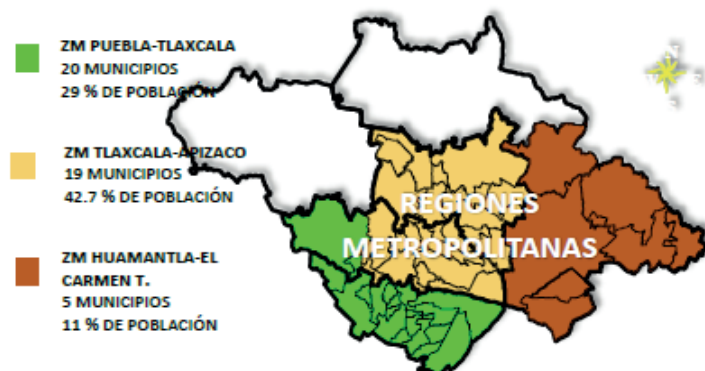 ZM PUEBLA-TLAXCALA
20 MUNICIPIOS
29 % DE POBLACIÓN
ZM TLAXCALA-APIZACO
19 MUNICIPIOS
42.7 % DE POBLACIÓN
ZM HUAMANTLA-EL
CARMEN T.
5 MUNICIPIOS
11 % DE POBLACIÓN
REGIONES
METROPOLITANAS
N
E